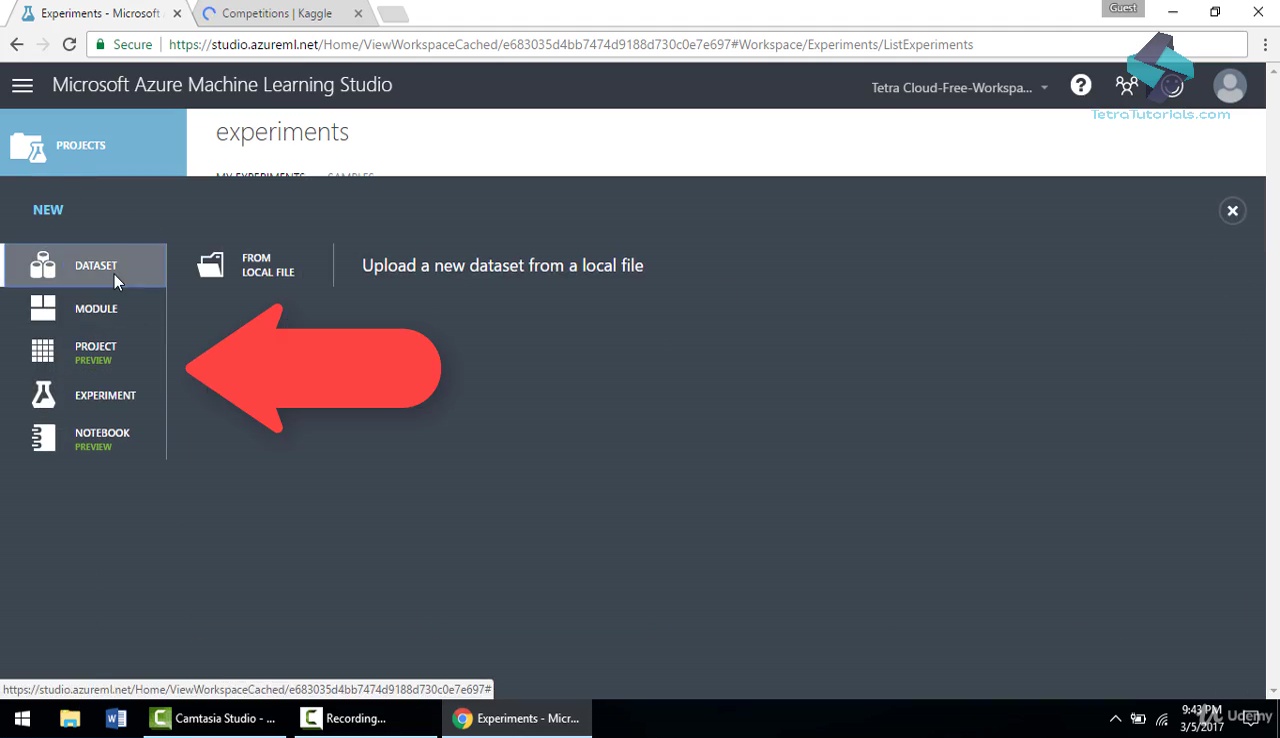 Experiments - Microsoft
Competitions | Kaggle
Guest
Secure
https://studio.azureml.net/Home/ViewWorkspaceCached/e683035d4bb7474d9188d730c0e7e697#Workspace/Experiments/ListExperiments
Microsoft Azure Machine Learning Studio
Tetra Cloud-Free-Workspa...
TetraTutorials.com
PROJECTS
experiments
MY EXPERIMENTS
SAMPLES
NEW
DATASET
FROM
LOCAL FILE
Upload a new dataset from a local file
MODULE
PROJECT
PREVIEW
EXPERIMENT
NOTEBOOK
PREVIEW
https://studio.azureml.net/Home/ViewWorkspaceCached/e683035d4bb7474d9188d730c0e7e697#
Camtasia Studio - ...
Recording...
Experiments - Micr...
9:43 PM
3/5/2017
Udemy